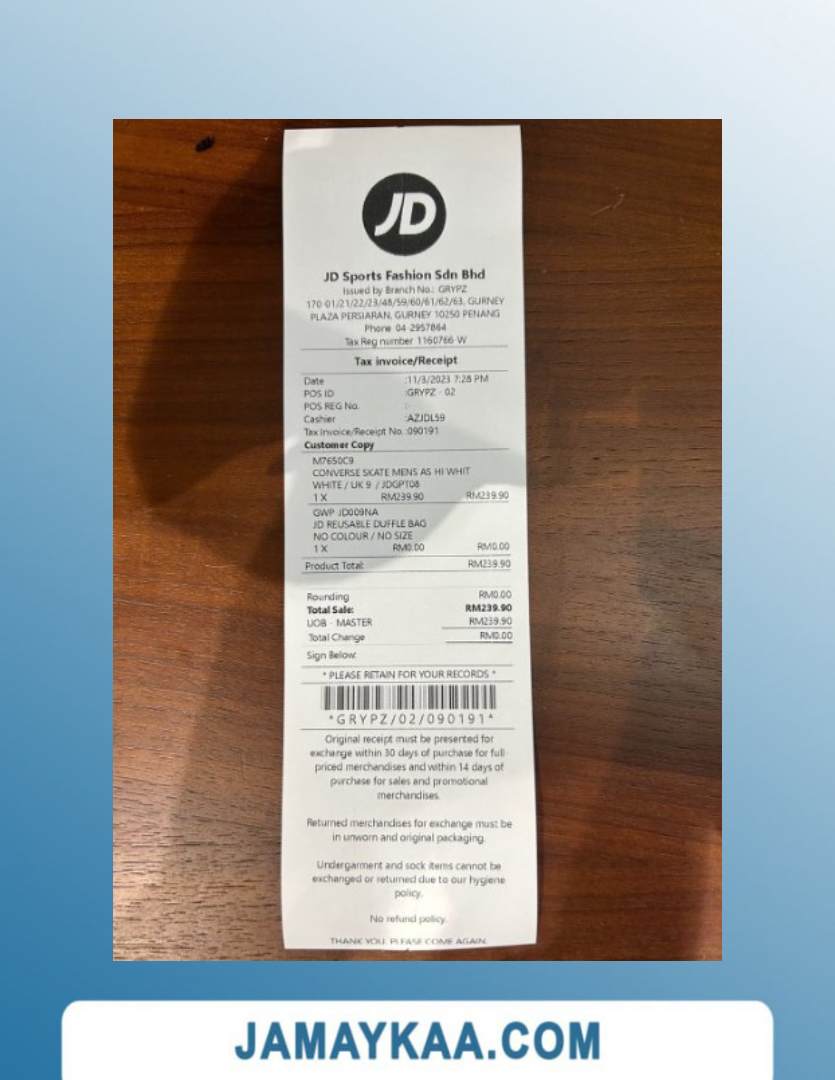 JD
JD Sports Fashion Sdn Bhd
Issued by Branch No.: GRYPZ
170-01/21/22/23/48/59/60/61/62/63, GURNEY
PLAZA PERSIARAN, GURNEY 10250 PENANG
Phone 04-2957864
Tax Reg number 1160766-W
Tax invoice/Receipt
Date :11/3/2023 7:28 PM
POS ID :GRYPZ - 02
POS REG No. :-
Cashier :AZJDL59
Tax Invoice/Receipt No. :090191
Customer Copy
M7650C9
CONVERSE SKATE MENS AS HI WHIT
WHITE / UK 9 / JDGPT08
1 X RM239.90 RM239.90
GWP JD009NA
JD REUSABLE DUFFLE BAG
NO COLOUR / NO SIZE
1 X RM0.00 RM0.00
Product Total: RM239.90
Rounding RM0.00
Total Sale: RM239.90
UOB - MASTER RM239.90
Total Change RM0.00
Sign Below:
* PLEASE RETAIN FOR YOUR RECORDS *
*GRYPZ/02/090191*
Original receipt must be presented for
exchange within 30 days of purchase for full-
priced merchandises and within 14 days of
purchase for sales and promotional
merchandises.
Returned merchandises for exchange must be
in unworn and original packaging.
Undergarment and sock items cannot be
exchanged or returned due to our hygiene
policy.
No refund policy.
THANK YOU. PLEASE COME AGAIN.
JAMAYKAA.COM